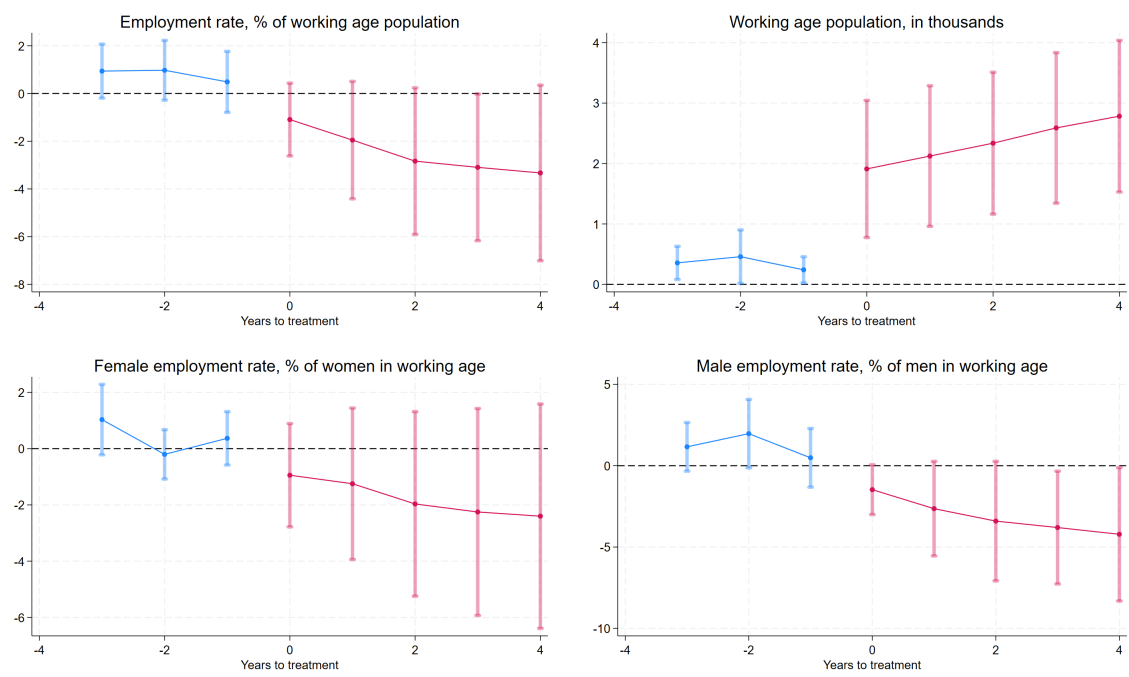 Employment rate, % of working age population
2
0
-2
-4
-6
-8
-4 -2 0 2 4
Years to treatment
Working age population, in thousands
4
3
2
1
0
-4 -2 0 2 4
Years to treatment
Female employment rate, % of women in working age
2
0
-2
-4
-6
-4 -2 0 2 4
Years to treatment
Male employment rate, % of men in working age
5
0
-5
-10
-4 -2 0 2 4
Years to treatment